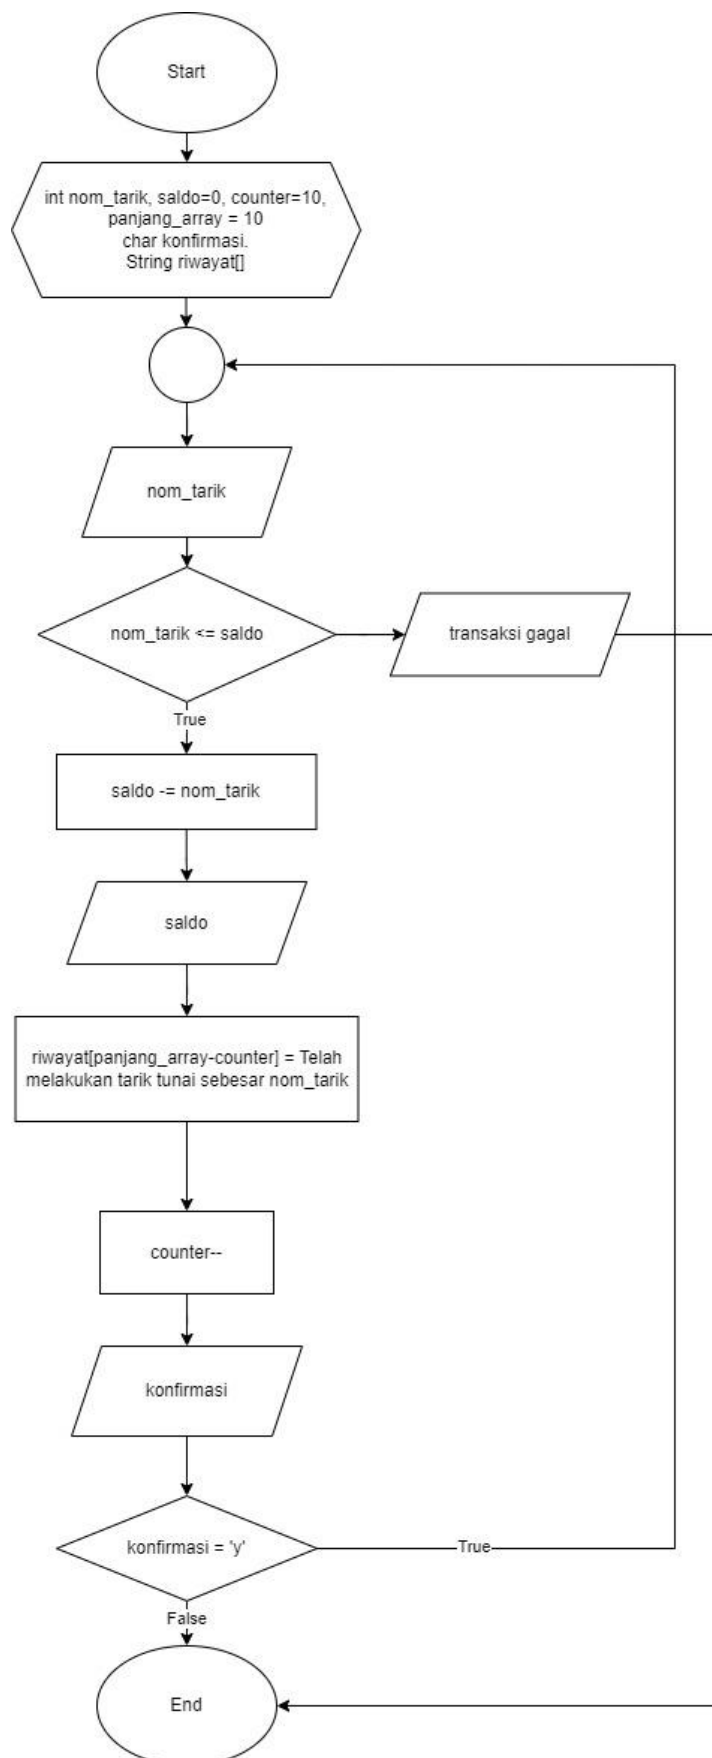 Start
int nom_tarik, saldo=0, counter=10,
panjang_array = 10
char konfirmasi.
String riwayat[]
nom_tarik
nom_tarik <= saldo
transaksi gagal
True
saldo -= nom_tarik
saldo
riwayat[panjang_array-counter] = Telah
melakukan tarik tunai sebesar nom_tarik
counter--
konfirmasi
konfirmasi = 'y'
True
False
End